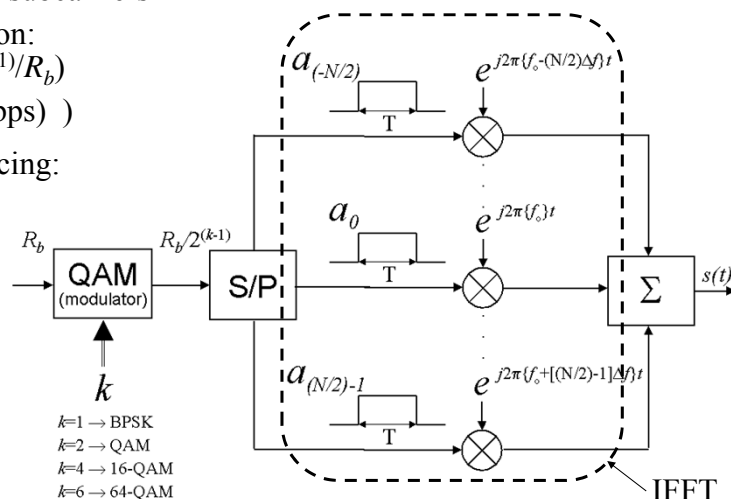 on:
¹⁾/R_b)
ops) )
cing:
a_(-N/2)
T
e^{j2π{f_o-(N/2)Δf}t}
a_0
T
e^{j2π{f_o}t}
R_b
QAM
(modulator)
R_b/2^(k-1)
S/P
Σ
s(t)
k
k=1 → BPSK
k=2 → QAM
k=4 → 16-QAM
k=6 → 64-QAM
a_(N/2)-1
T
e^{j2π{f_o+[(N/2)-1]Δf}t}
IFFT